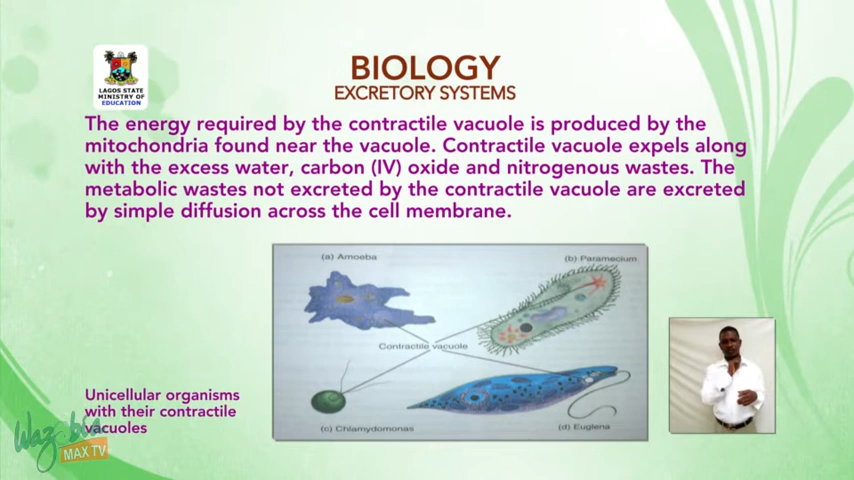 LAGOS STATE
MINISTRY OF
EDUCATION
BIOLOGY
EXCRETORY SYSTEMS
The energy required by the contractile vacuole is produced by the
mitochondria found near the vacuole. Contractile vacuole expels along
with the excess water, carbon (IV) oxide and nitrogenous wastes. The
metabolic wastes not excreted by the contractile vacuole are excreted
by simple diffusion across the cell membrane.
(a) Amoeba
(b) Paramecium
Contractile vacuole
(c) Chlamydomonas
(d) Euglena
Unicellular organisms
with their contractile
vacuoles
Wazobia
MAX TV